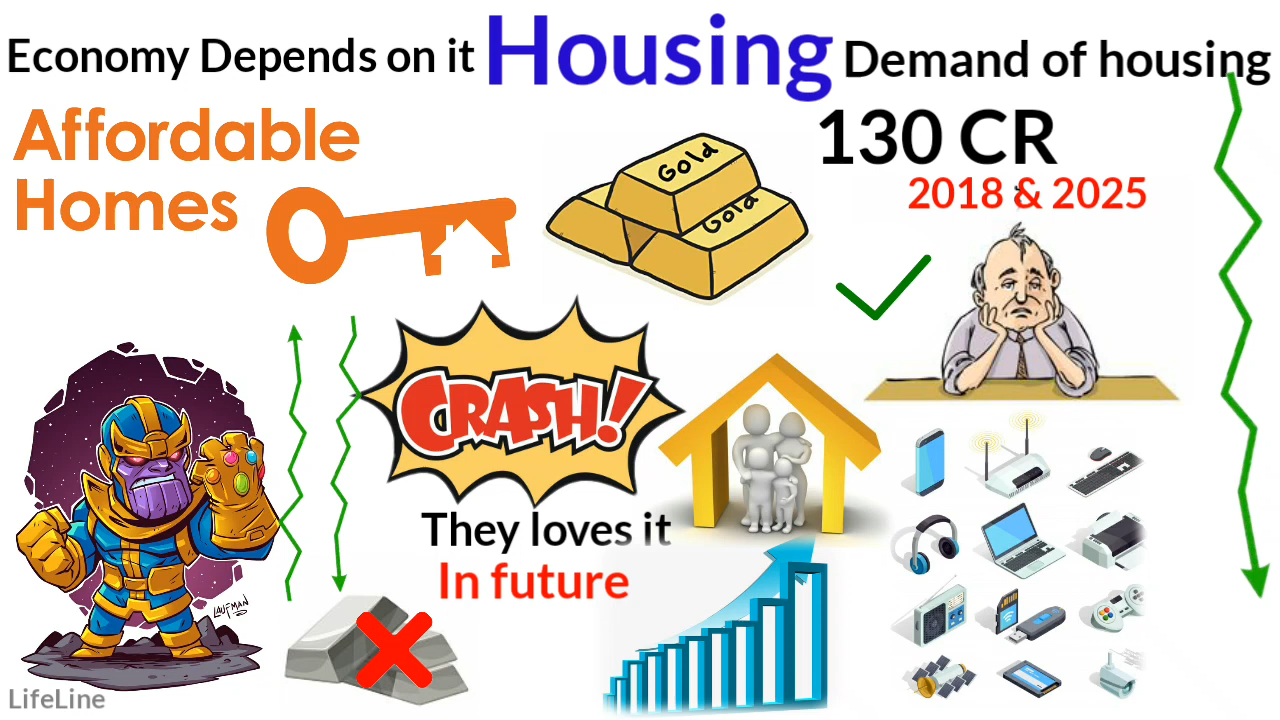 Economy Depends on it
Housing
Demand of housing
Affordable
Homes
130 CR
2018 & 2025
Gold
Gold
CRASH!
They loves it
In future
LAUFMAN
LifeLine